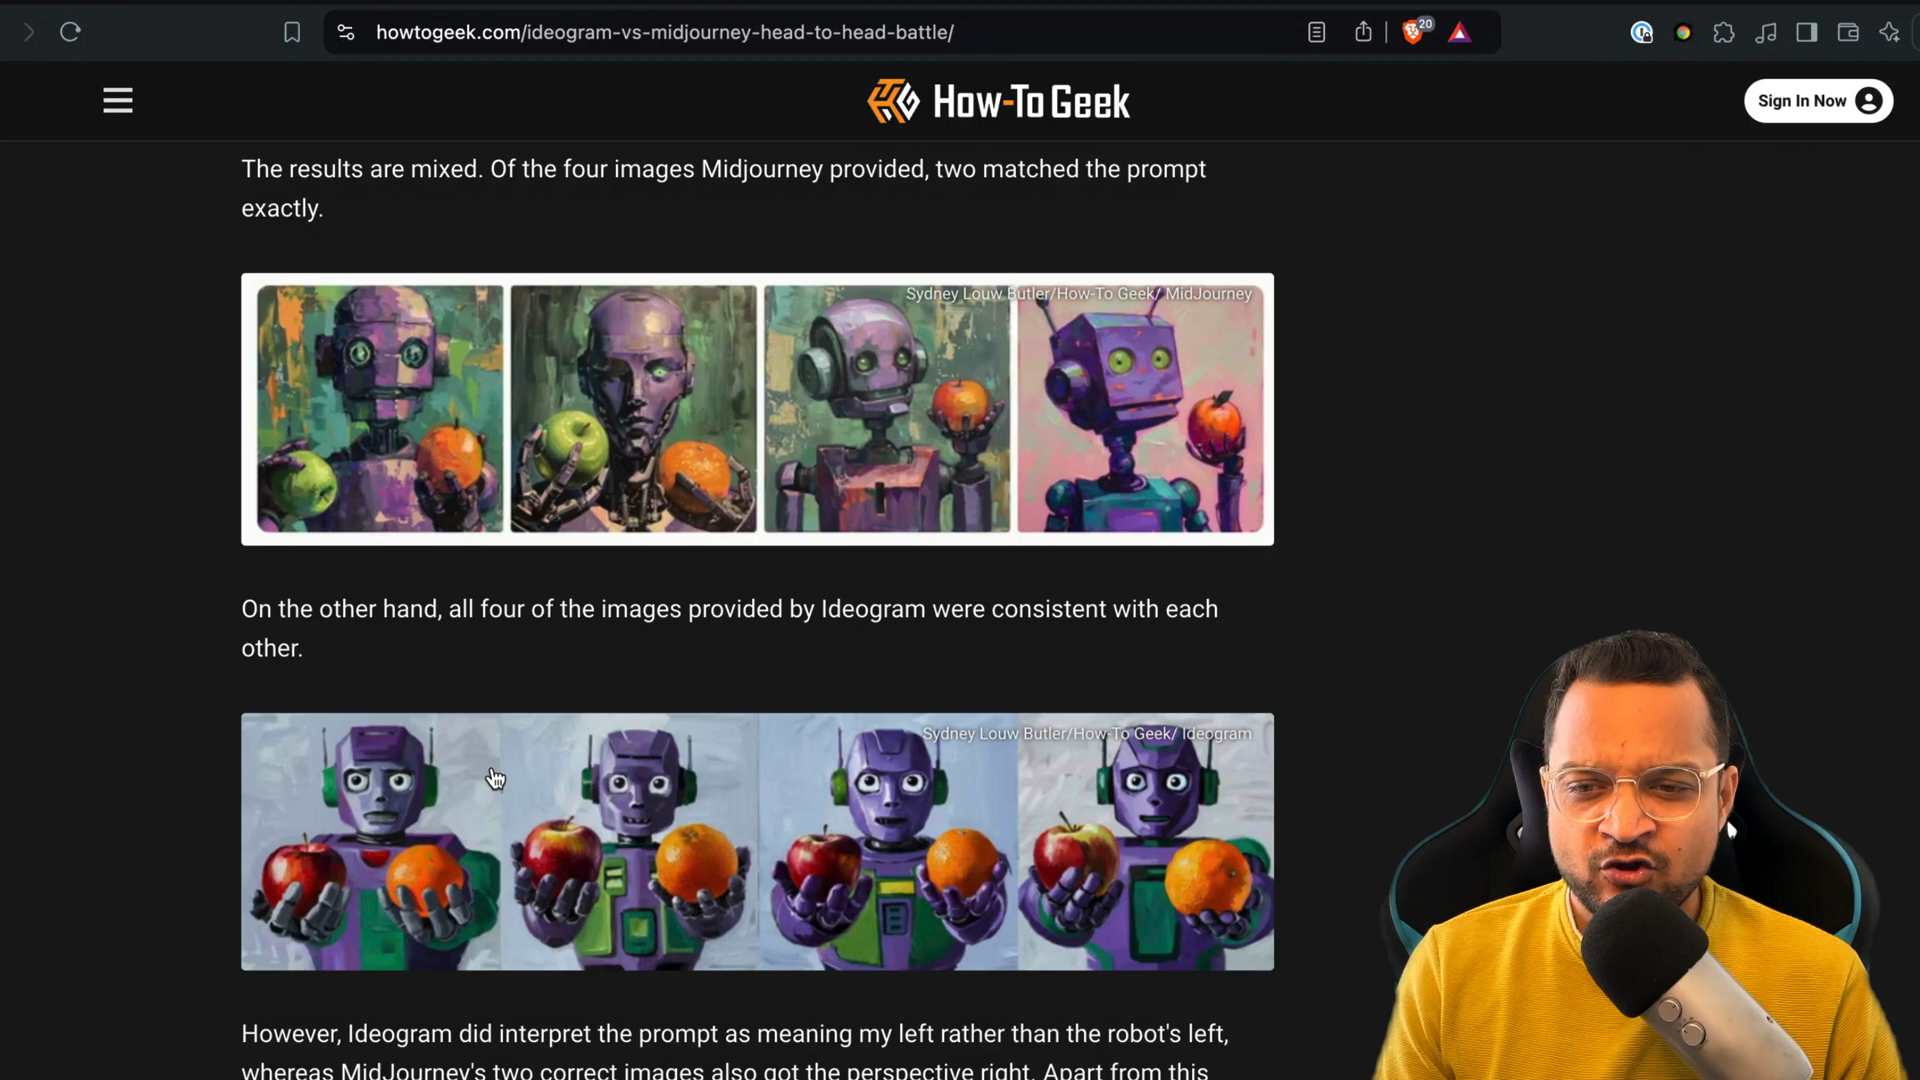 howtogeek.com/ideogram-vs-midjourney-head-to-head-battle/
20
How-To Geek
Sign In Now
The results are mixed. Of the four images Midjourney provided, two matched the prompt
exactly.
Sydney Louw Butler/How-To Geek/ MidJourney
On the other hand, all four of the images provided by Ideogram were consistent with each
other.
Sydney Louw Butler/How-To Geek/ Ideogram
However, Ideogram did interpret the prompt as meaning my left rather than the robot's left,
whereas MidJourney's two correct images also got the perspective right. Apart from this